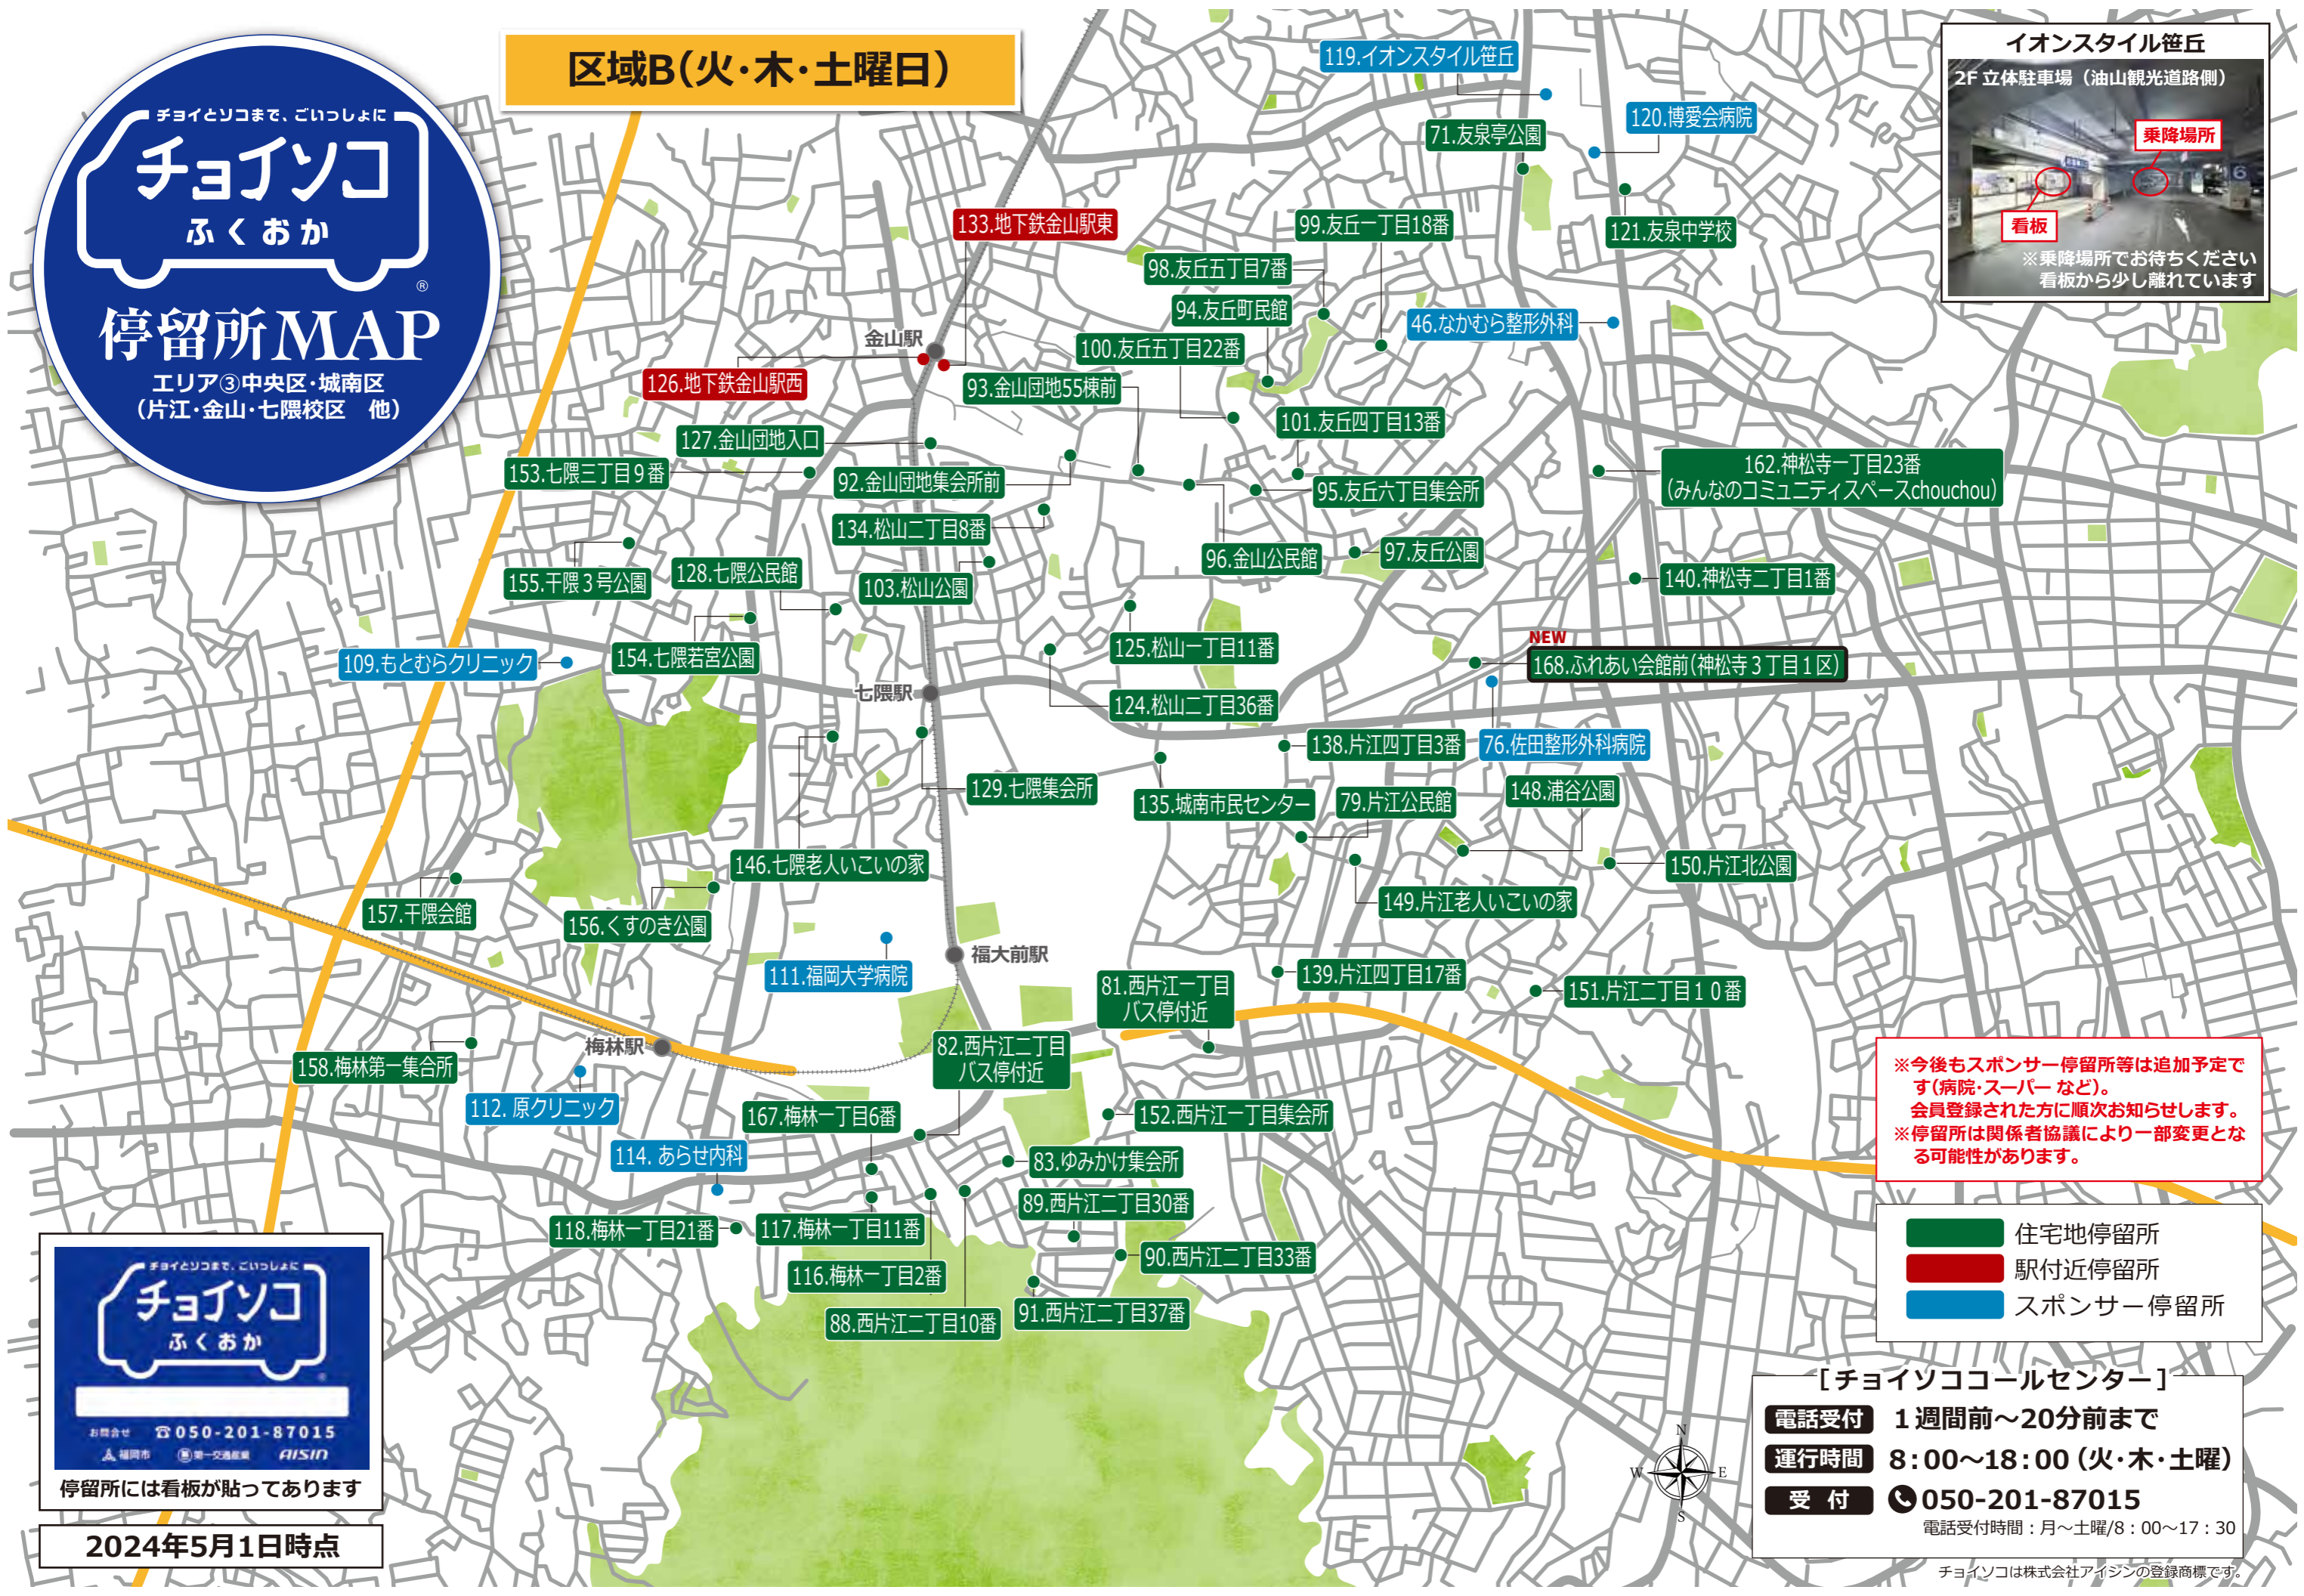 区域B（火・木・土曜日）
チョイとソコまで、ごいっしょに
チョイソコ
ふくおか
®
停留所MAP
エリア③中央区・城南区
（片江・金山・七隈校区　他）
イオンスタイル笹丘
2F 立体駐車場（油山観光道路側）
乗降場所
看板
6
※乗降場所でお待ちください
看板から少し離れています
119.イオンスタイル笹丘
120.博愛会病院
71.友泉亭公園
121.友泉中学校
133.地下鉄金山駅東
99.友丘一丁目18番
98.友丘五丁目7番
94.友丘町民館
46.なかむら整形外科
金山駅
100.友丘五丁目22番
126.地下鉄金山駅西
93.金山団地55棟前
101.友丘四丁目13番
127.金山団地入口
153.七隈三丁目９番
92.金山団地集会所前
95.友丘六丁目集会所
162.神松寺一丁目23番
（みんなのコミュニティスペースchouchou）
134.松山二丁目8番
96.金山公民館
97.友丘公園
155.干隈３号公園
128.七隈公民館
103.松山公園
140.神松寺二丁目1番
109.もとむらクリニック
154.七隈若宮公園
125.松山一丁目11番
NEW
168.ふれあい会館前(神松寺３丁目１区)
七隈駅
124.松山二丁目36番
138.片江四丁目3番
76.佐田整形外科病院
129.七隈集会所
135.城南市民センター
79.片江公民館
148.浦谷公園
146.七隈老人いこいの家
150.片江北公園
157.干隈会館
156.くすのき公園
149.片江老人いこいの家
福大前駅
111.福岡大学病院
81.西片江一丁目
バス停付近
139.片江四丁目17番
151.片江二丁目１０番
158.梅林第一集合所
梅林駅
82.西片江二丁目
バス停付近
112. 原クリニック
167.梅林一丁目6番
152.西片江一丁目集会所
114. あらせ内科
83.ゆみかけ集会所
89.西片江二丁目30番
118.梅林一丁目21番
117.梅林一丁目11番
90.西片江二丁目33番
116.梅林一丁目2番
88.西片江二丁目10番
91.西片江二丁目37番
※今後もスポンサー停留所等は追加予定で
す(病院・スーパー など)。
会員登録された方に順次お知らせします。
※停留所は関係者協議により一部変更とな
る可能性があります。
住宅地停留所
駅付近停留所
スポンサー停留所
チョイとソコまで、ごいっしょに
チョイソコ
ふくおか
®
お問合せ ☎050-201-87015
福岡市 第一交通産業 AISIN
停留所には看板が貼ってあります
2024年5月1日時点
N
W E
S
［チョイソココールセンター］
電話受付 １週間前〜20分前まで
運行時間 8：00〜18：00（火・木・土曜）
受付 050-201-87015
電話受付時間：月〜土曜/8：00〜17：30
チョイソコは株式会社アイシンの登録商標です。